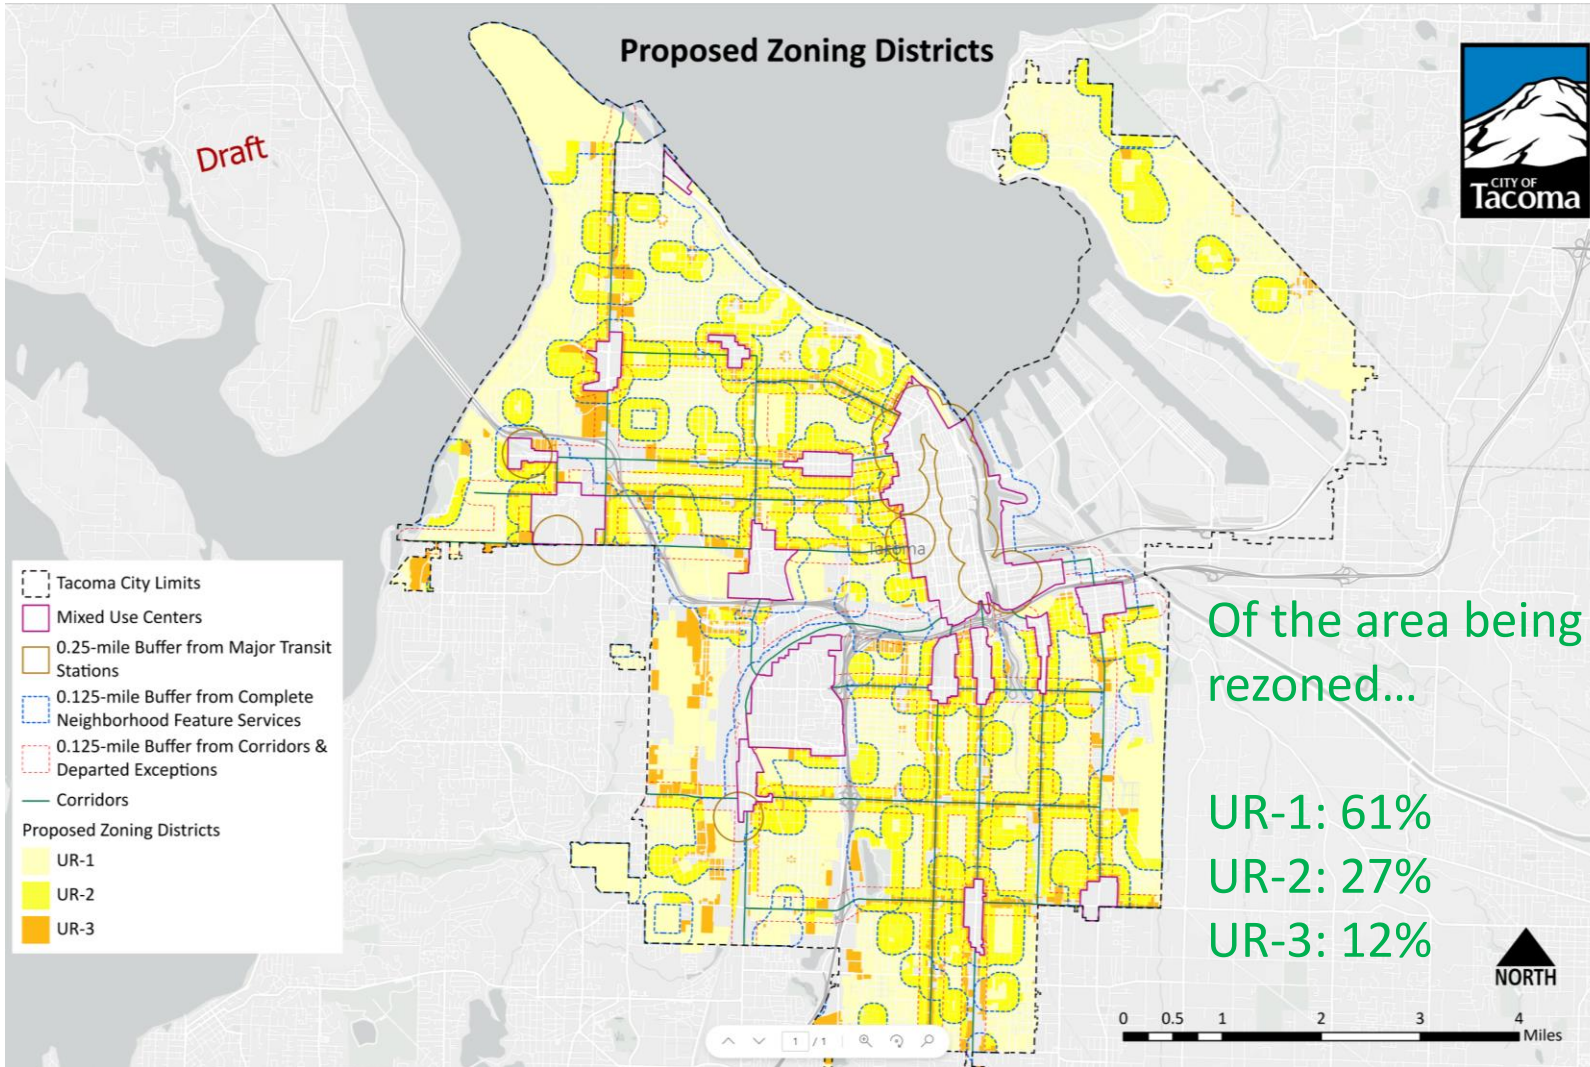 Proposed Zoning Districts
Draft
CITY OF
Tacoma
Tacoma
Tacoma City Limits
Mixed Use Centers
0.25-mile Buffer from Major Transit
Stations
0.125-mile Buffer from Complete
Neighborhood Feature Services
0.125-mile Buffer from Corridors &
Departed Exceptions
Corridors
Proposed Zoning Districts
UR-1
UR-2
UR-3
Of the area being
rezoned...
UR-1: 61%
UR-2: 27%
UR-3: 12%
NORTH
0 0.5 1 2 3 4
Miles
1 / 1